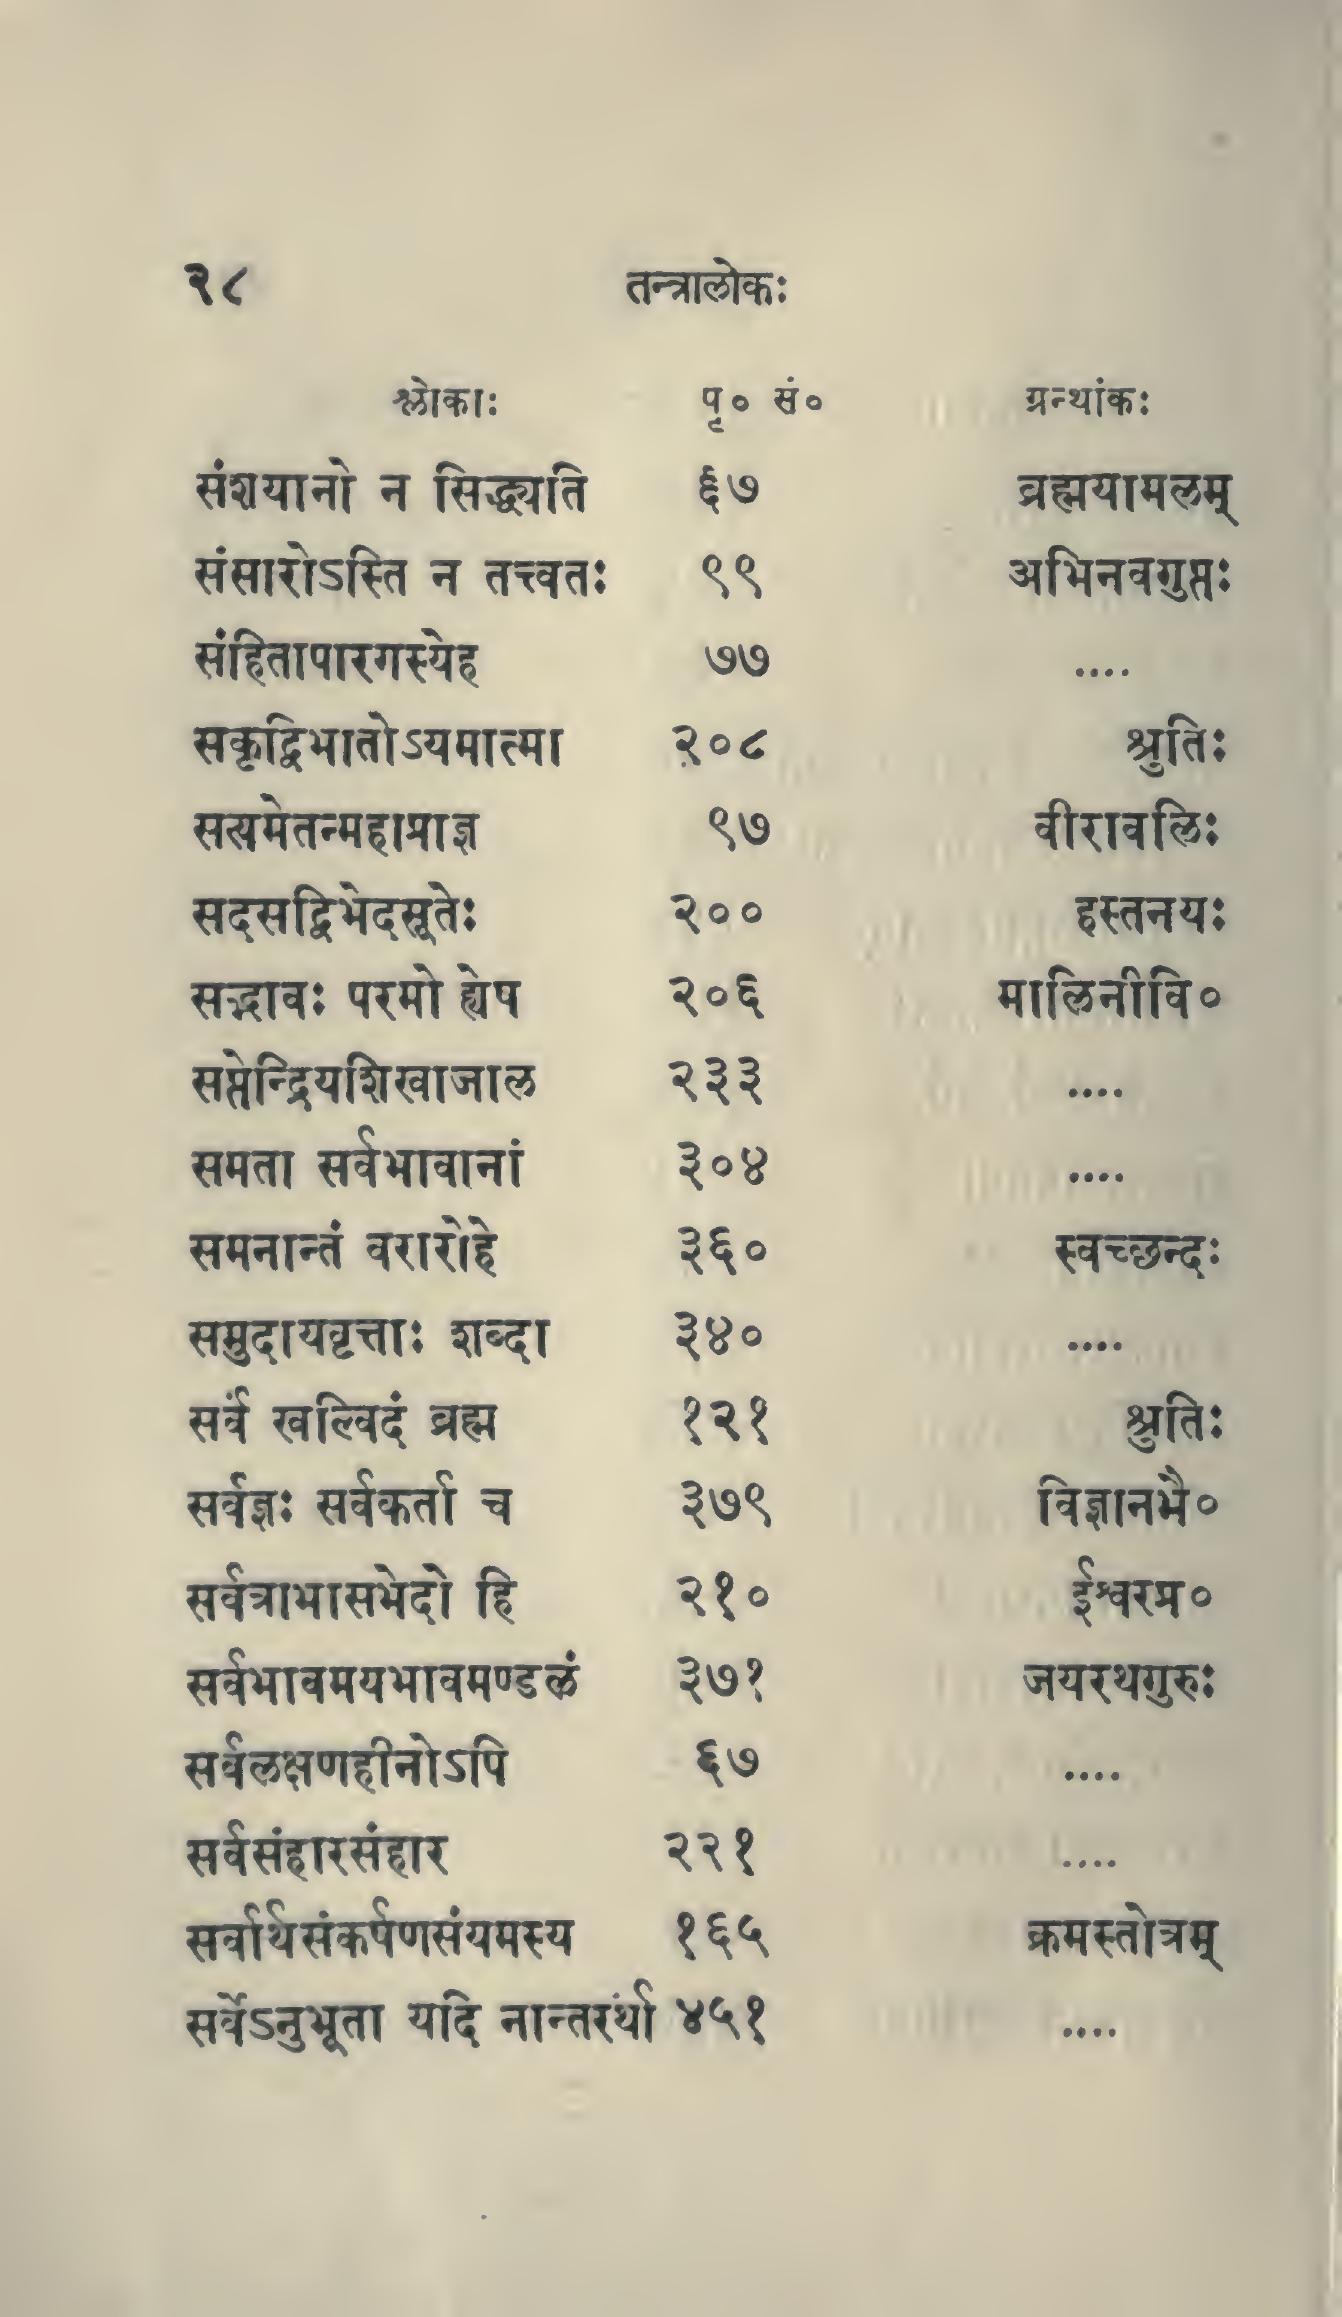 २८ तन्त्रालोकः
श्लोकाः पृ० सं० ग्रन्थांकः
संशयानो न सिद्ध्यति ६७ ब्रह्मयामलम्
संसारोऽस्ति न तत्त्वतः ९९ अभिनवगुप्तः
संहितापारगस्येह ७७ ....
सकृद्विभातोऽयमात्मा २०८ श्रुतिः
सत्यमेतन्महाप्राज्ञ ९७ वीरावलिः
सदसद्विभेदसूतेः २०० हस्तनयः
सद्भावः परमो ह्येष २०६ मालिनीवि०
सप्तेन्द्रियशिखाजाल २३३ ....
समता सर्वभावानां ३०४ ....
समनान्तं वरारोहे ३६० स्वच्छन्दः
समुदायवृत्ताः शब्दा ३४० ....
सर्वं खल्विदं ब्रह्म १२१ श्रुतिः
सर्वज्ञः सर्वकर्ता च ३७९ विज्ञानभै०
सर्वत्राभासभेदो हि २१० ईश्वरप्र०
सर्वभावमयभावमण्डलं ३७१ जयरथगुरुः
सर्वलक्षणहीनोऽपि ६७ ....
सर्वसंहारसंहार २२१ ....
सर्वार्थसंकर्षणसंयमस्य १६५ क्रमस्तोत्रम्
सर्वेऽनुभूता यदि नान्तरर्था ४५१ ....